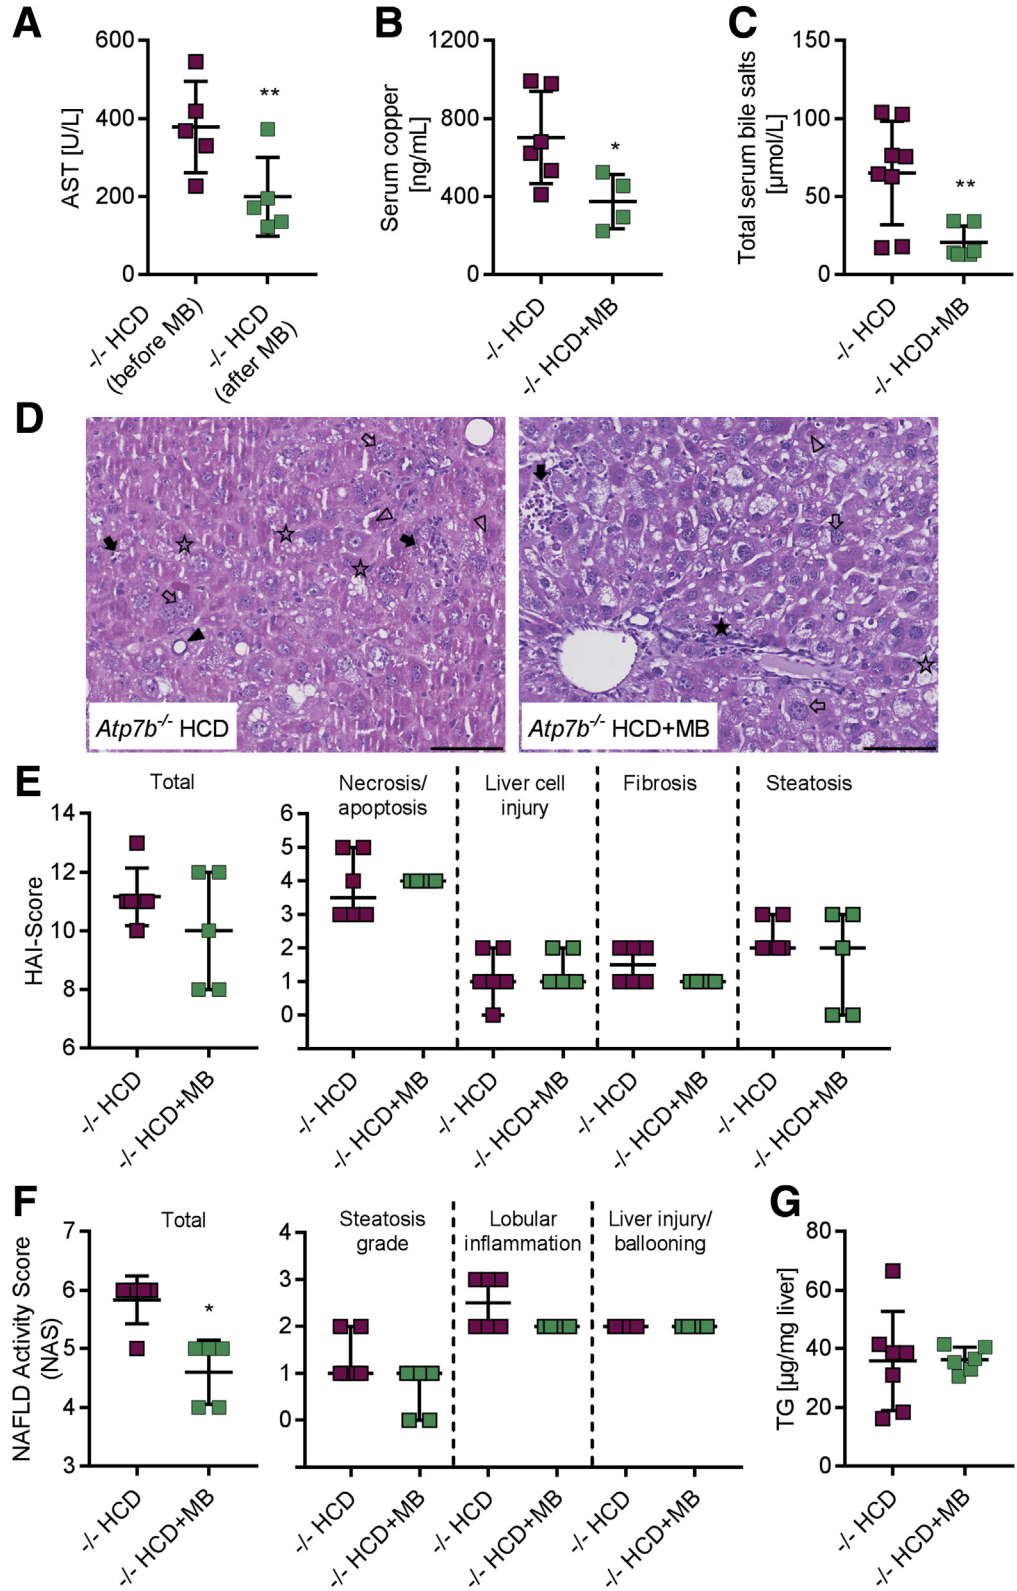 A
AST [U/L]
600
400
200
0
**
-/- HCD
(before MB)
-/- HCD
(after MB)
B
Serum copper
[ng/mL]
1200
800
400
0
*
-/- HCD
-/- HCD+MB
C
Total serum bile salts
[µmol/L]
150
100
50
0
**
-/- HCD
-/- HCD+MB
D
Atp7b-/- HCD
Atp7b-/- HCD+MB
E
HAI-Score
Total
14
12
10
8
6
-/- HCD
-/- HCD+MB
Necrosis/
apoptosis
Liver cell
injury
Fibrosis
Steatosis
6
5
4
3
2
1
0
-/- HCD
-/- HCD+MB
-/- HCD
-/- HCD+MB
-/- HCD
-/- HCD+MB
-/- HCD
-/- HCD+MB
F
NAFLD Activity Score
(NAS)
Total
7
6
5
4
3
*
-/- HCD
-/- HCD+MB
Steatosis
grade
Lobular
inflammation
Liver injury/
ballooning
4
3
2
1
0
-/- HCD
-/- HCD+MB
-/- HCD
-/- HCD+MB
-/- HCD
-/- HCD+MB
G
TG [µg/mg liver]
80
60
40
20
0
-/- HCD
-/- HCD+MB